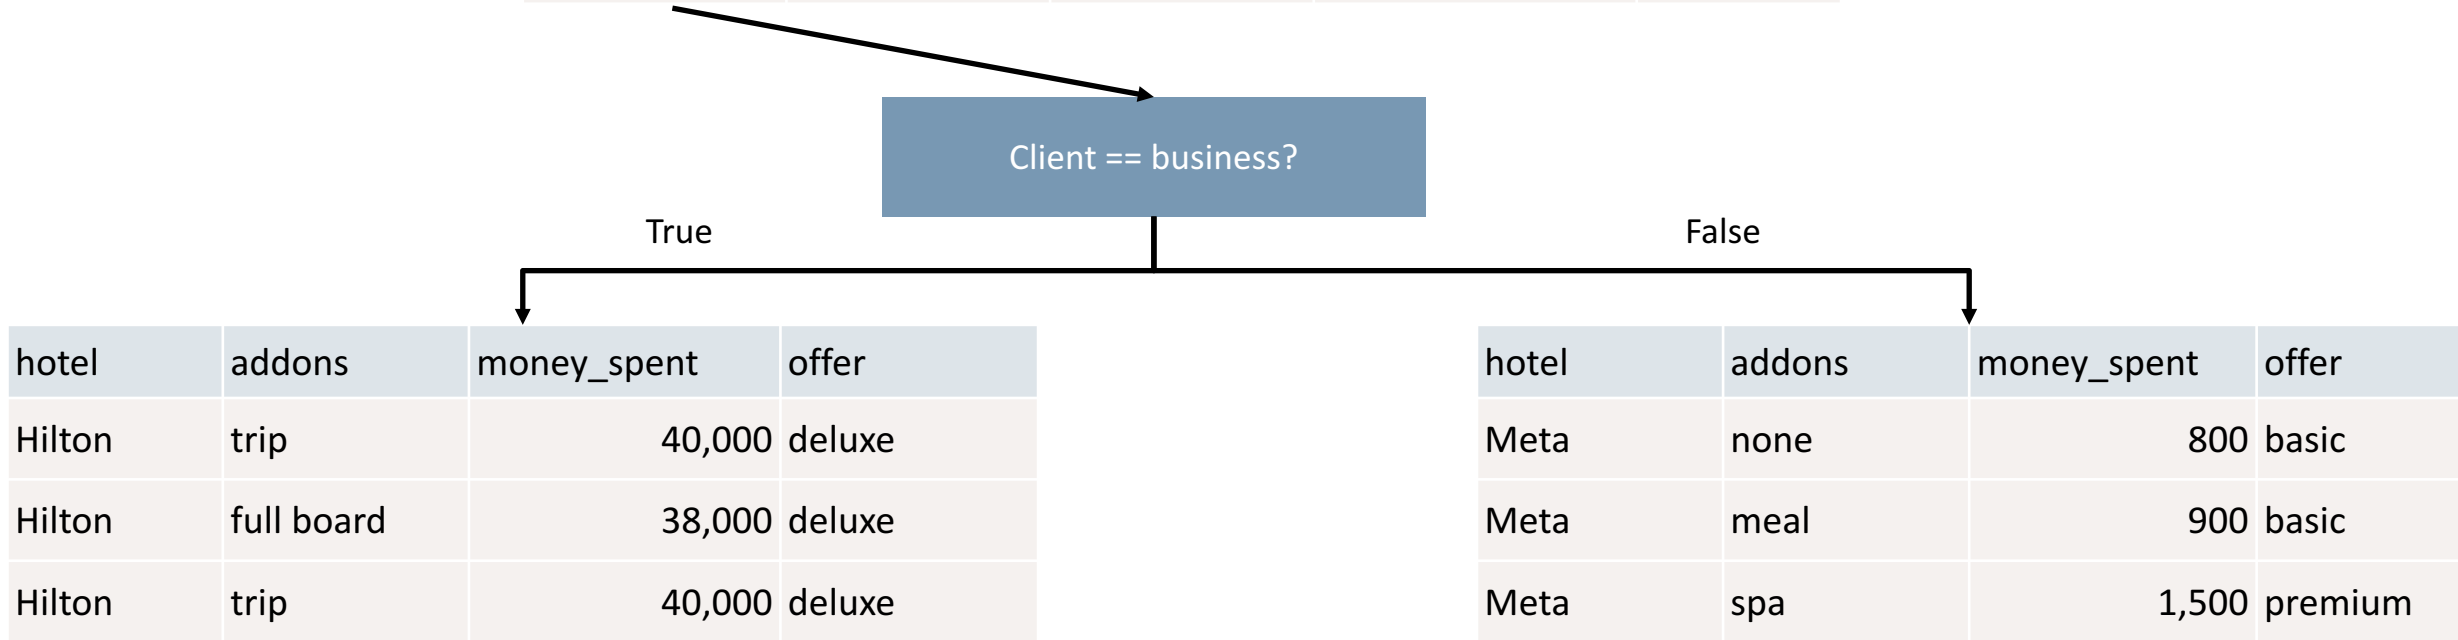 Client == business?
True False
hotel addons money_spent offer hotel addons money_spent offer
Hilton trip 40,000 deluxe Meta none 800 basic
Hilton full board 38,000 deluxe Meta meal 900 basic
Hilton trip 40,000 deluxe Meta spa 1,500 premium